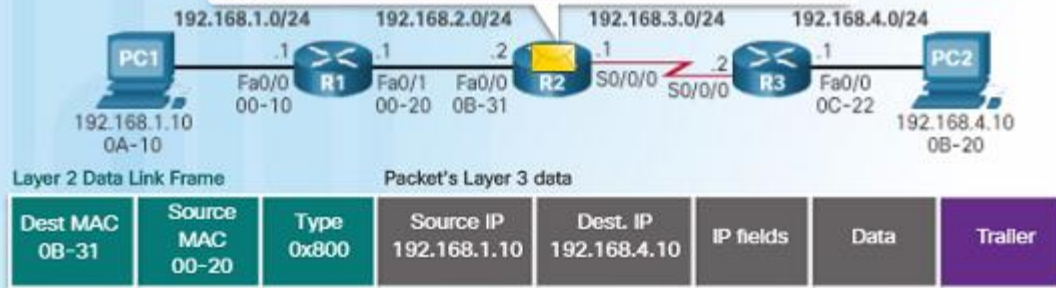 192.168.1.0/24 192.168.2.0/24 192.168.3.0/24 192.168.4.0/24
PC1 .1 R1 .1 .2 R2 .1 .2 R3 .1 PC2
Fa0/0 Fa0/1 Fa0/0 S0/0/0 S0/0/0 Fa0/0
00-10 00-20 0B-31 0C-22
192.168.1.10 192.168.4.10
0A-10 0B-20
Layer 2 Data Link Frame Packet's Layer 3 data
Dest MAC
0B-31
Source
MAC
00-20
Type
0x800
Source IP
192.168.1.10
Dest. IP
192.168.4.10
IP fields
Data
Trailer